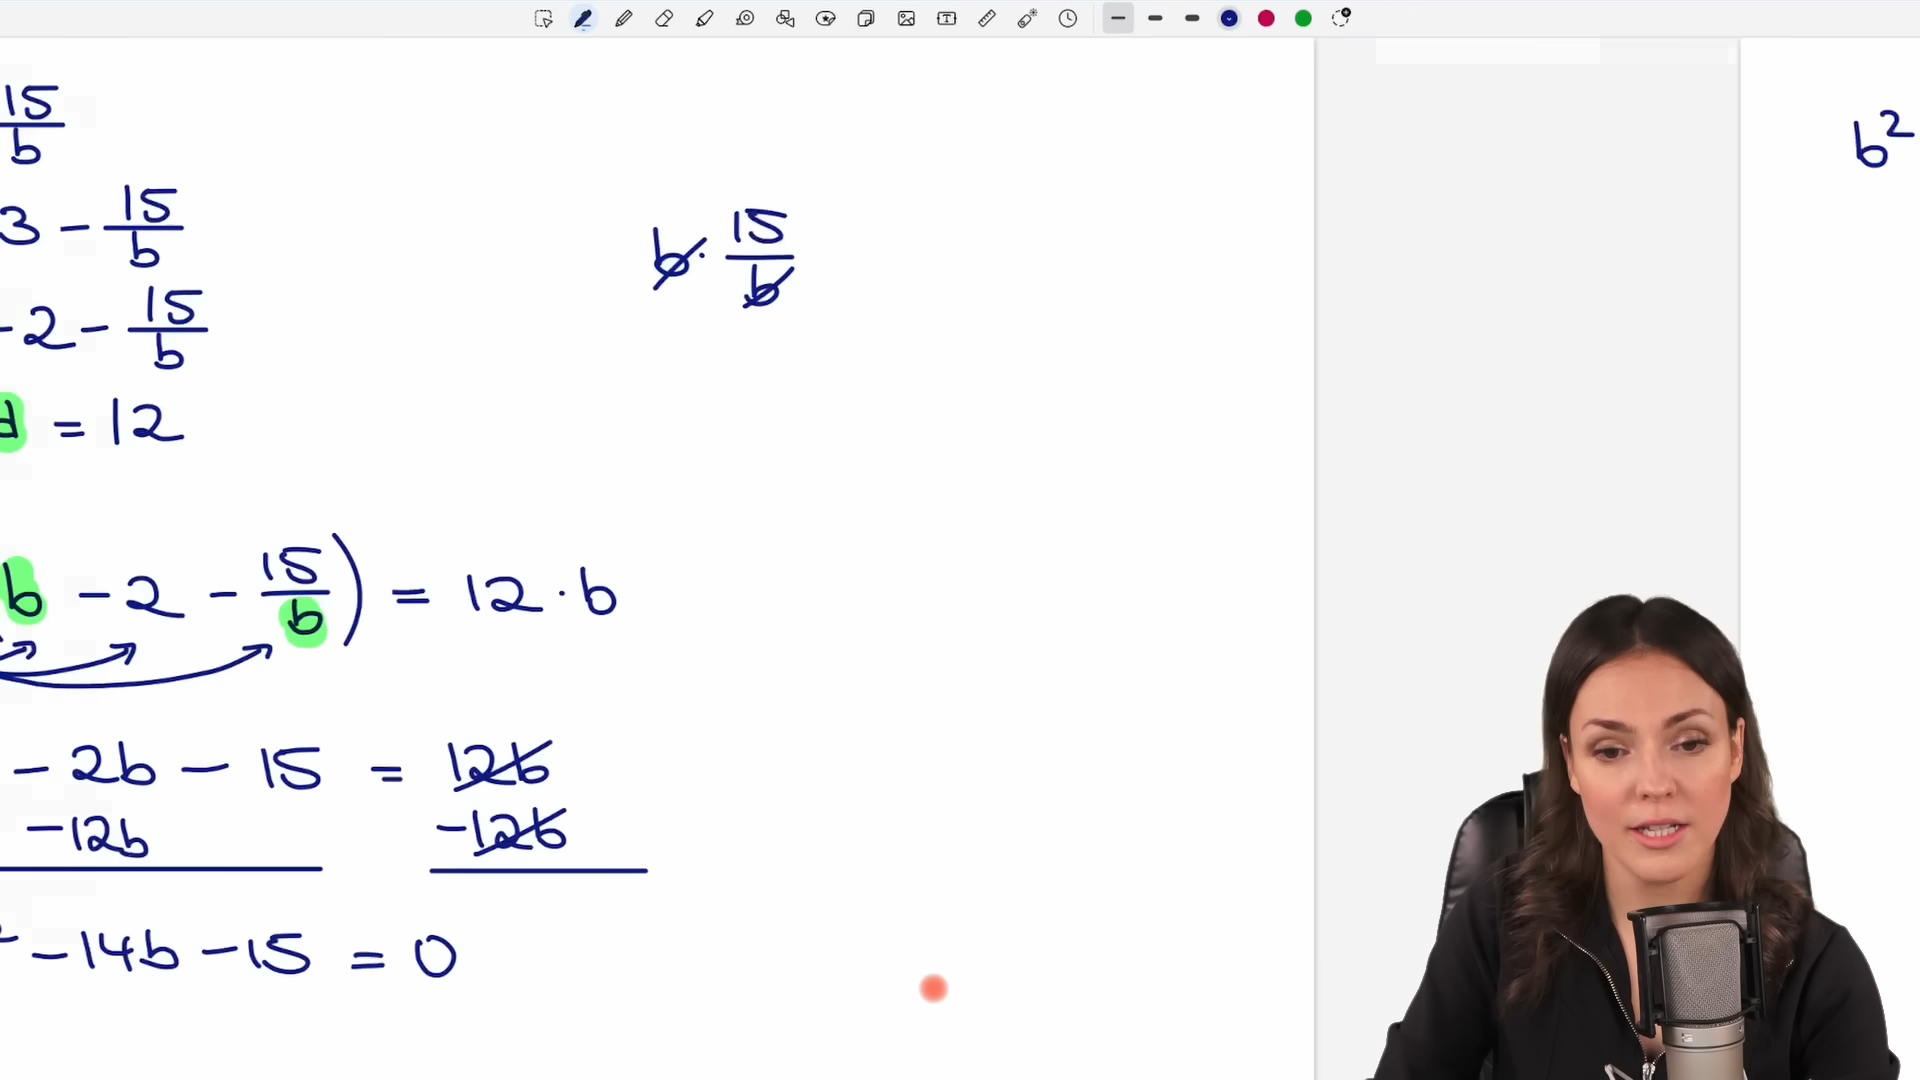 15/b
3 - 15/b
b · 15/b
b²
-2 - 15/b
d = 12
b - 2 - 15/b) = 12 · b
- 2b - 15 = 12b
-12b -12b
² - 14b - 15 = 0